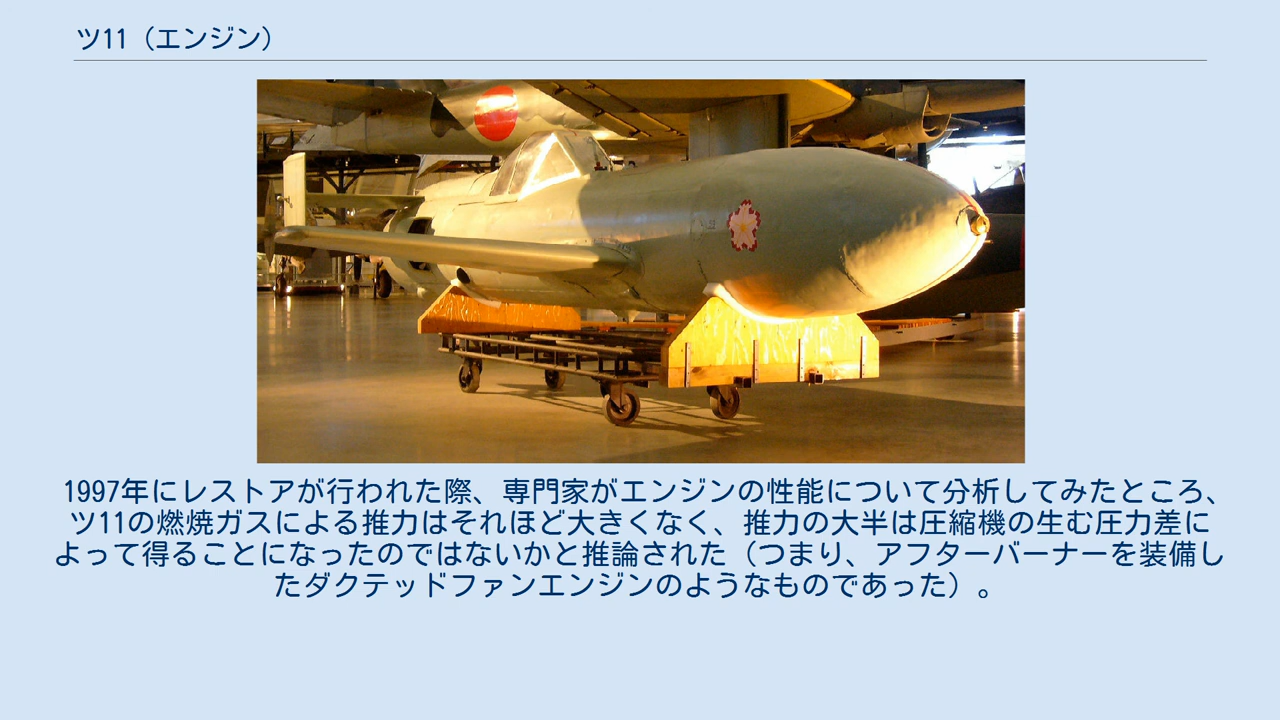 ツ11（エンジン）
1997年にレストアが行われた際、専門家がエンジンの性能について分析してみたところ、
ツ11の燃焼ガスによる推力はそれほど大きくなく、推力の大半は圧縮機の生む圧力差に
よって得ることになったのではないかと推論された（つまり、アフターバーナーを装備し
たダクテッドファンエンジンのようなものであった）。